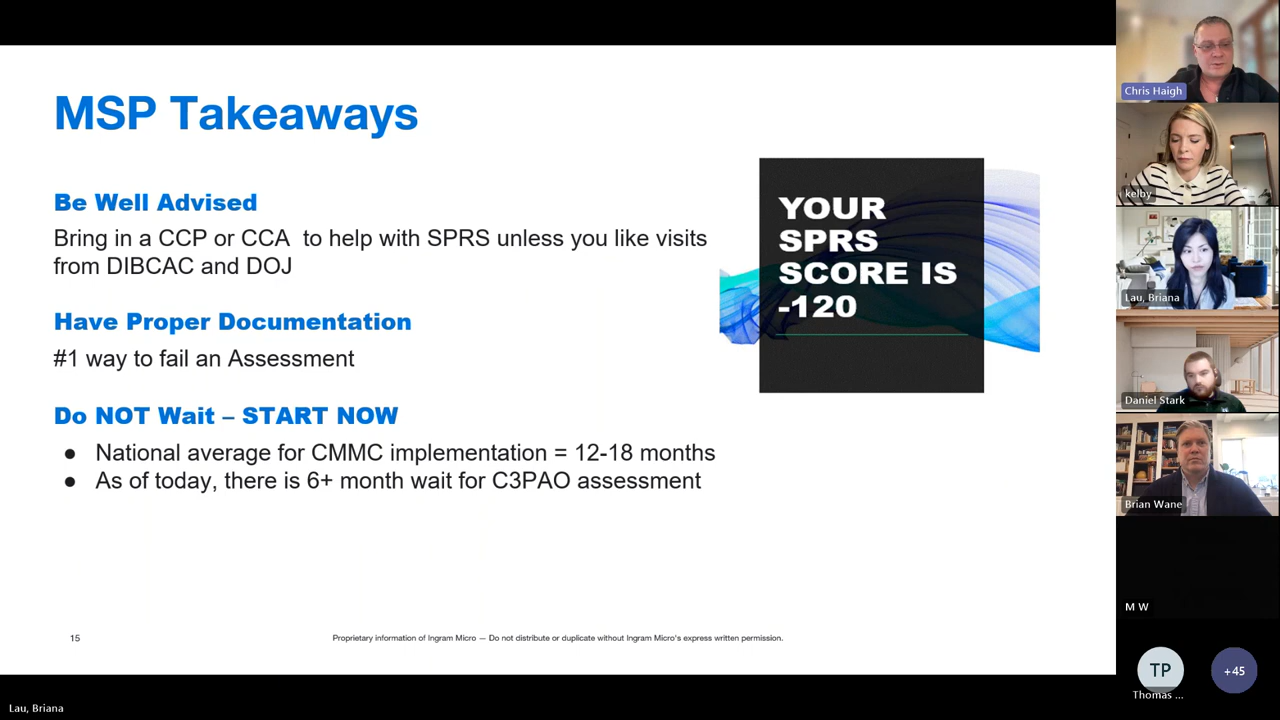 MSP Takeaways
Be Well Advised
Bring in a CCP or CCA  to help with SPRS unless you like visits
from DIBCAC and DOJ
Have Proper Documentation
#1 way to fail an Assessment
Do NOT Wait – START NOW
● National average for CMMC implementation = 12-18 months
● As of today, there is 6+ month wait for C3PAO assessment
YOUR
SPRS
SCORE IS
-120
15
Proprietary information of Ingram Micro — Do not distribute or duplicate without Ingram Micro's express written permission.
Lau, Briana
Chris Haigh
kelby
Lau, Briana
Daniel Stark
Brian Wane
M W
TP
Thomas ...
+45